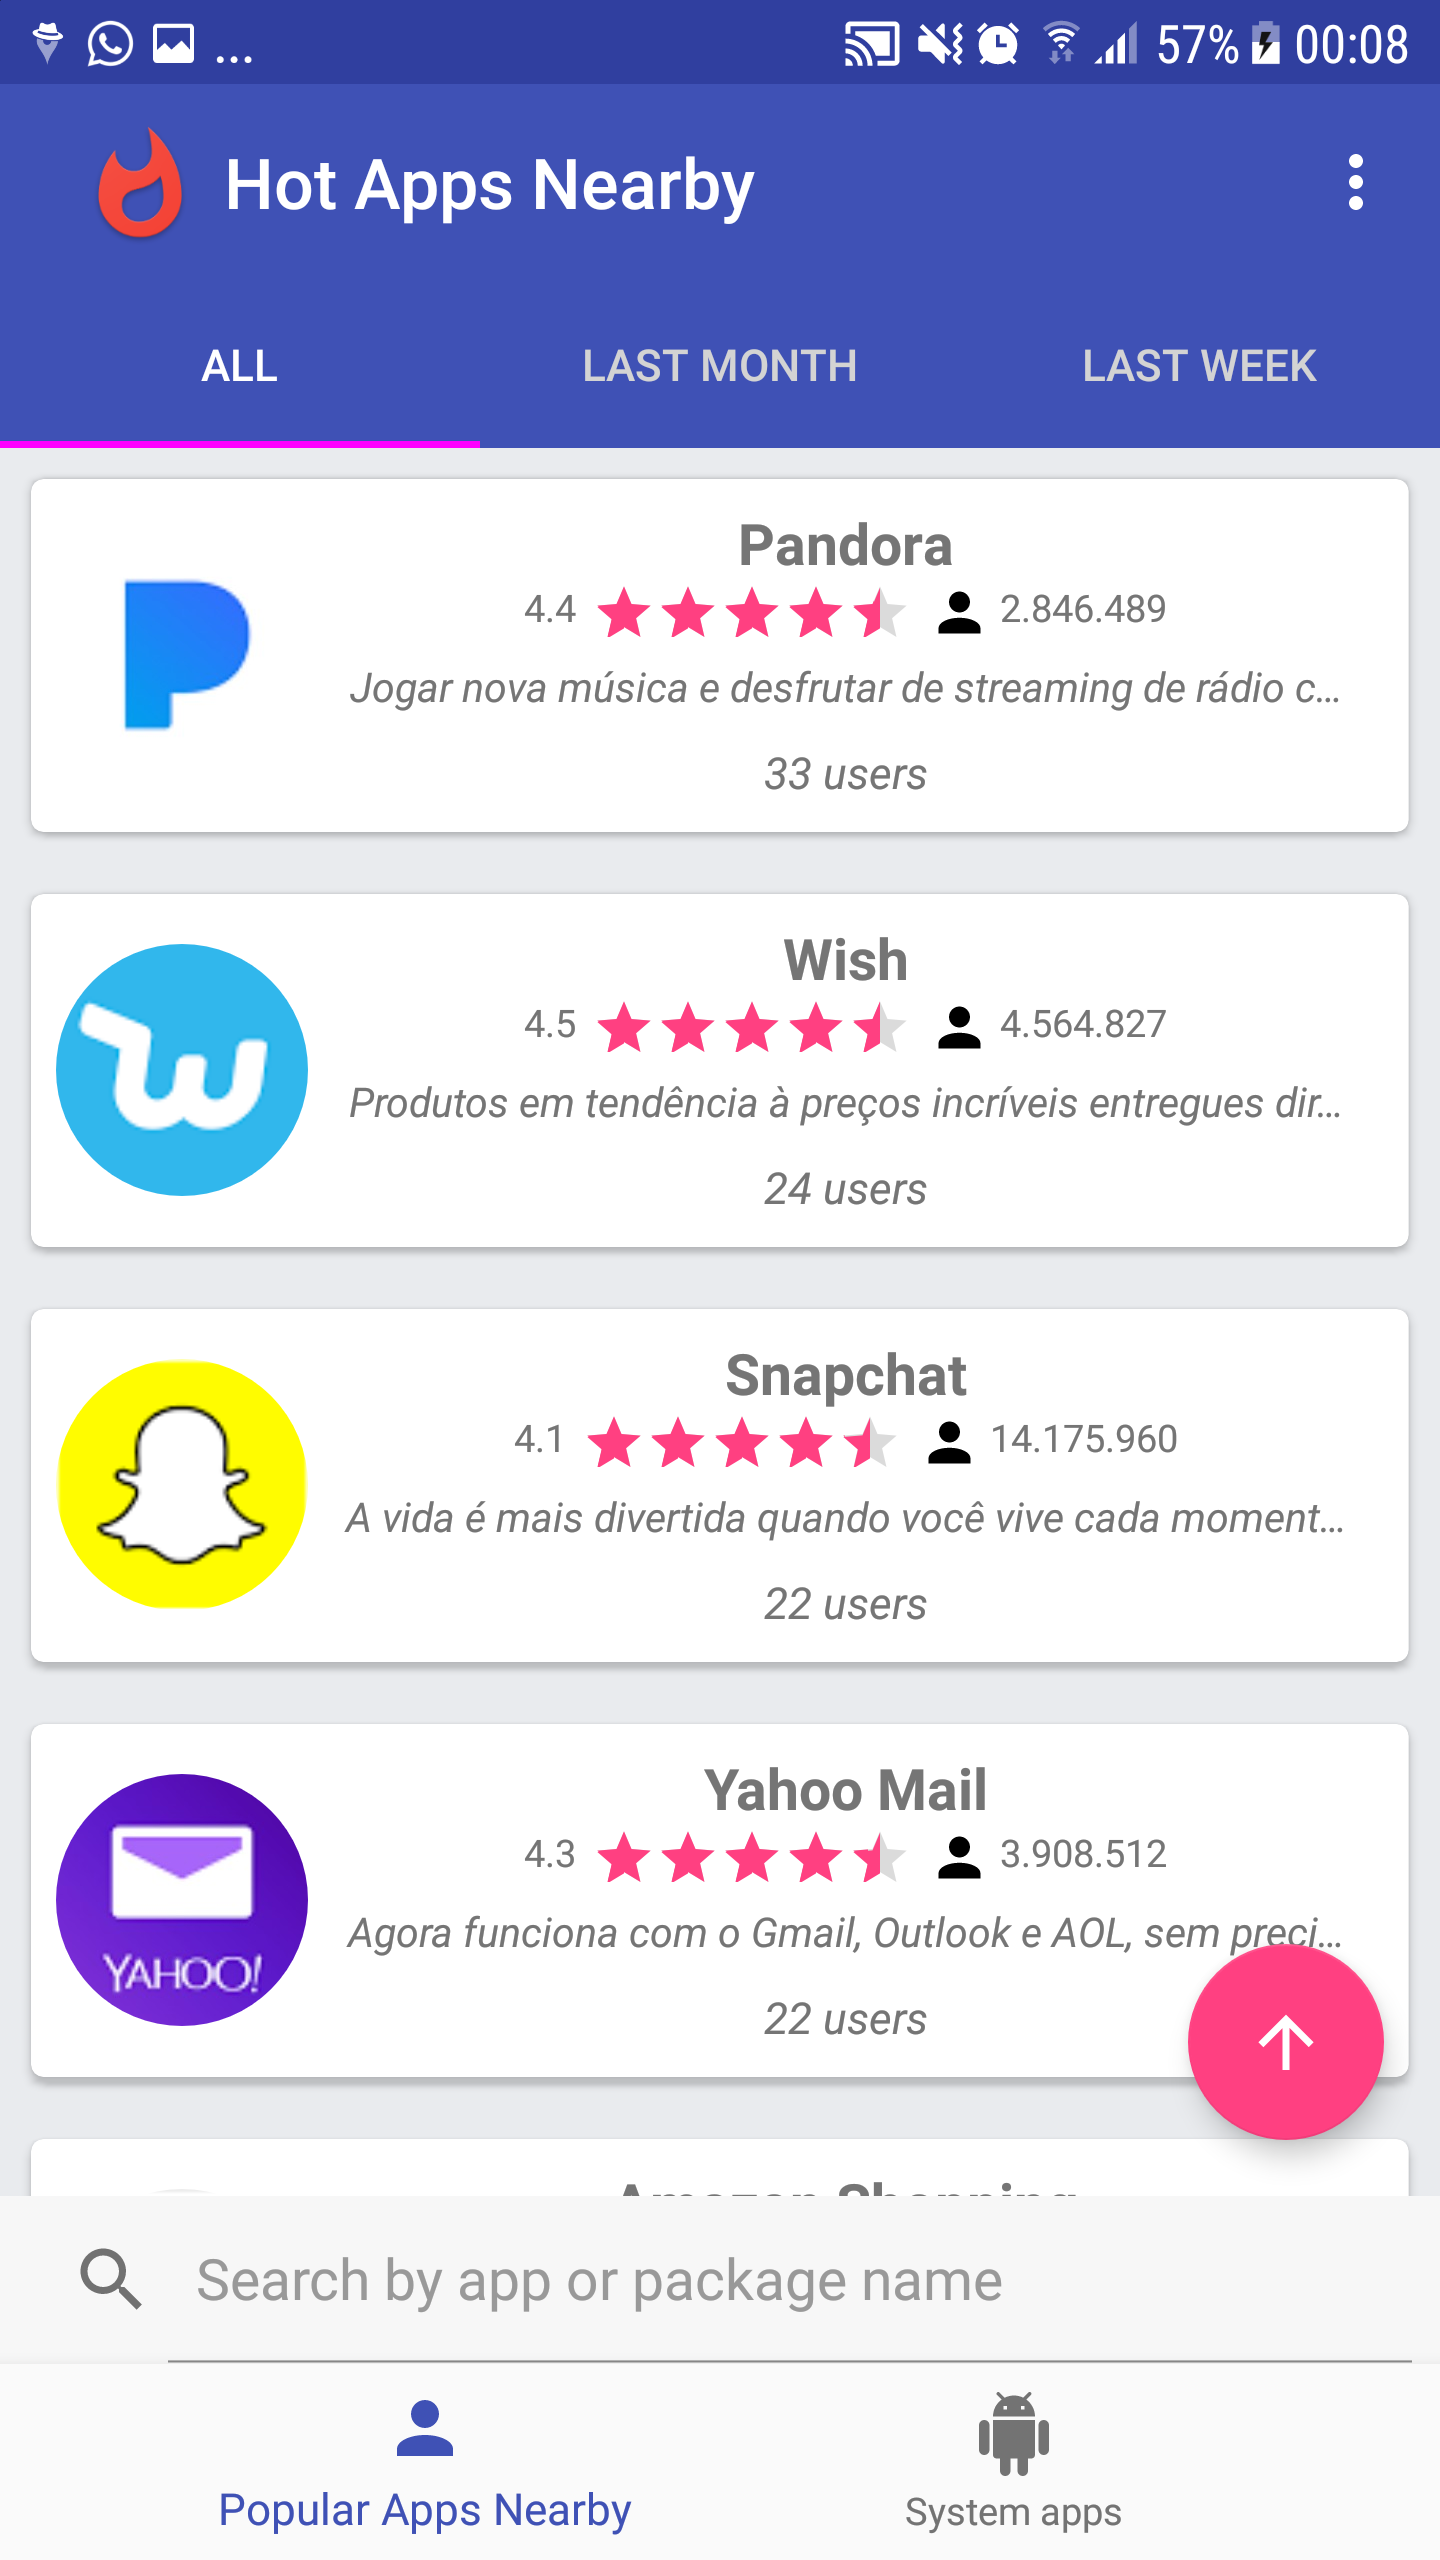 ... 57% 00:08
Hot Apps Nearby
ALL LAST MONTH LAST WEEK
Pandora
4.4 2.846.489
Jogar nova música e desfrutar de streaming de rádio c...
33 users
Wish
4.5 4.564.827
Produtos em tendência à preços incríveis entregues dir...
24 users
Snapchat
4.1 14.175.960
A vida é mais divertida quando você vive cada moment...
22 users
Yahoo Mail
4.3 3.908.512
Agora funciona com o Gmail, Outlook e AOL, sem preci...
YAHOO!
22 users
Amazon Shopping
Search by app or package name
Popular Apps Nearby System apps